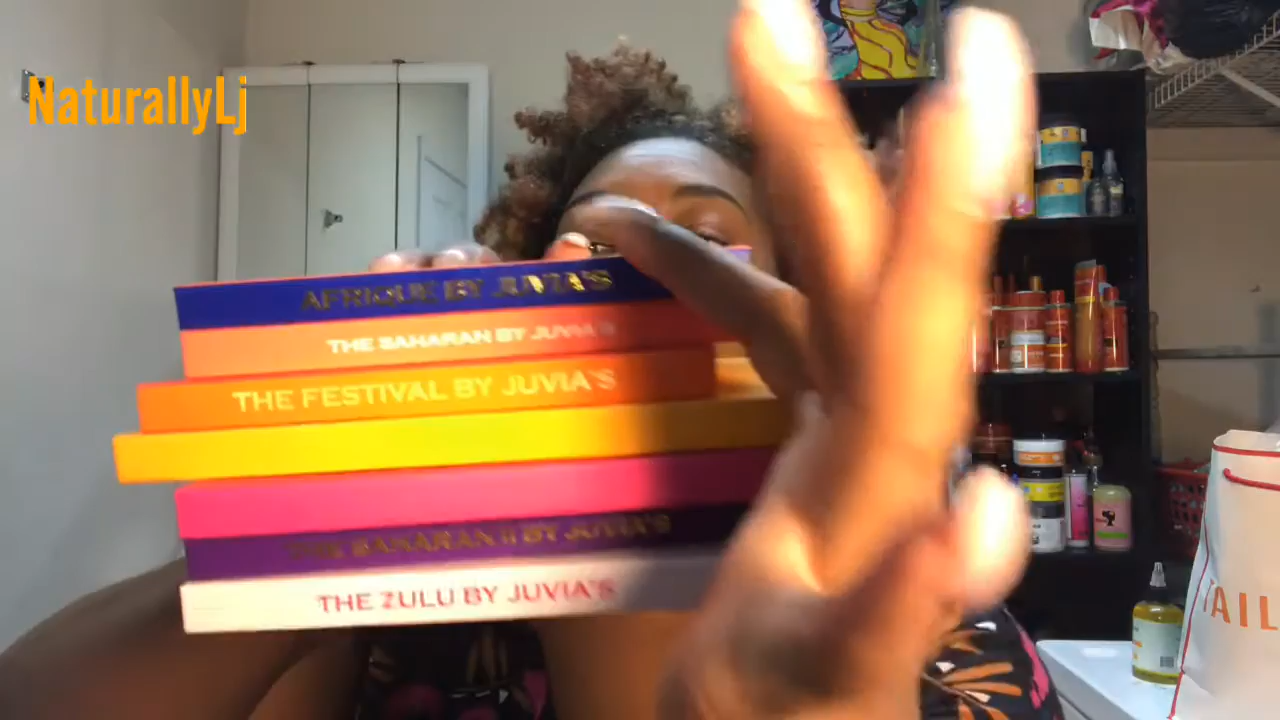 NaturallyLj
AFRIQUE BY JUVIA'S
THE SAHARAN BY JUVIA'S
THE FESTIVAL BY JUVIA'S
THE SAHARAN II BY JUVIA'S
THE ZULU BY JUVIA'S
AIL